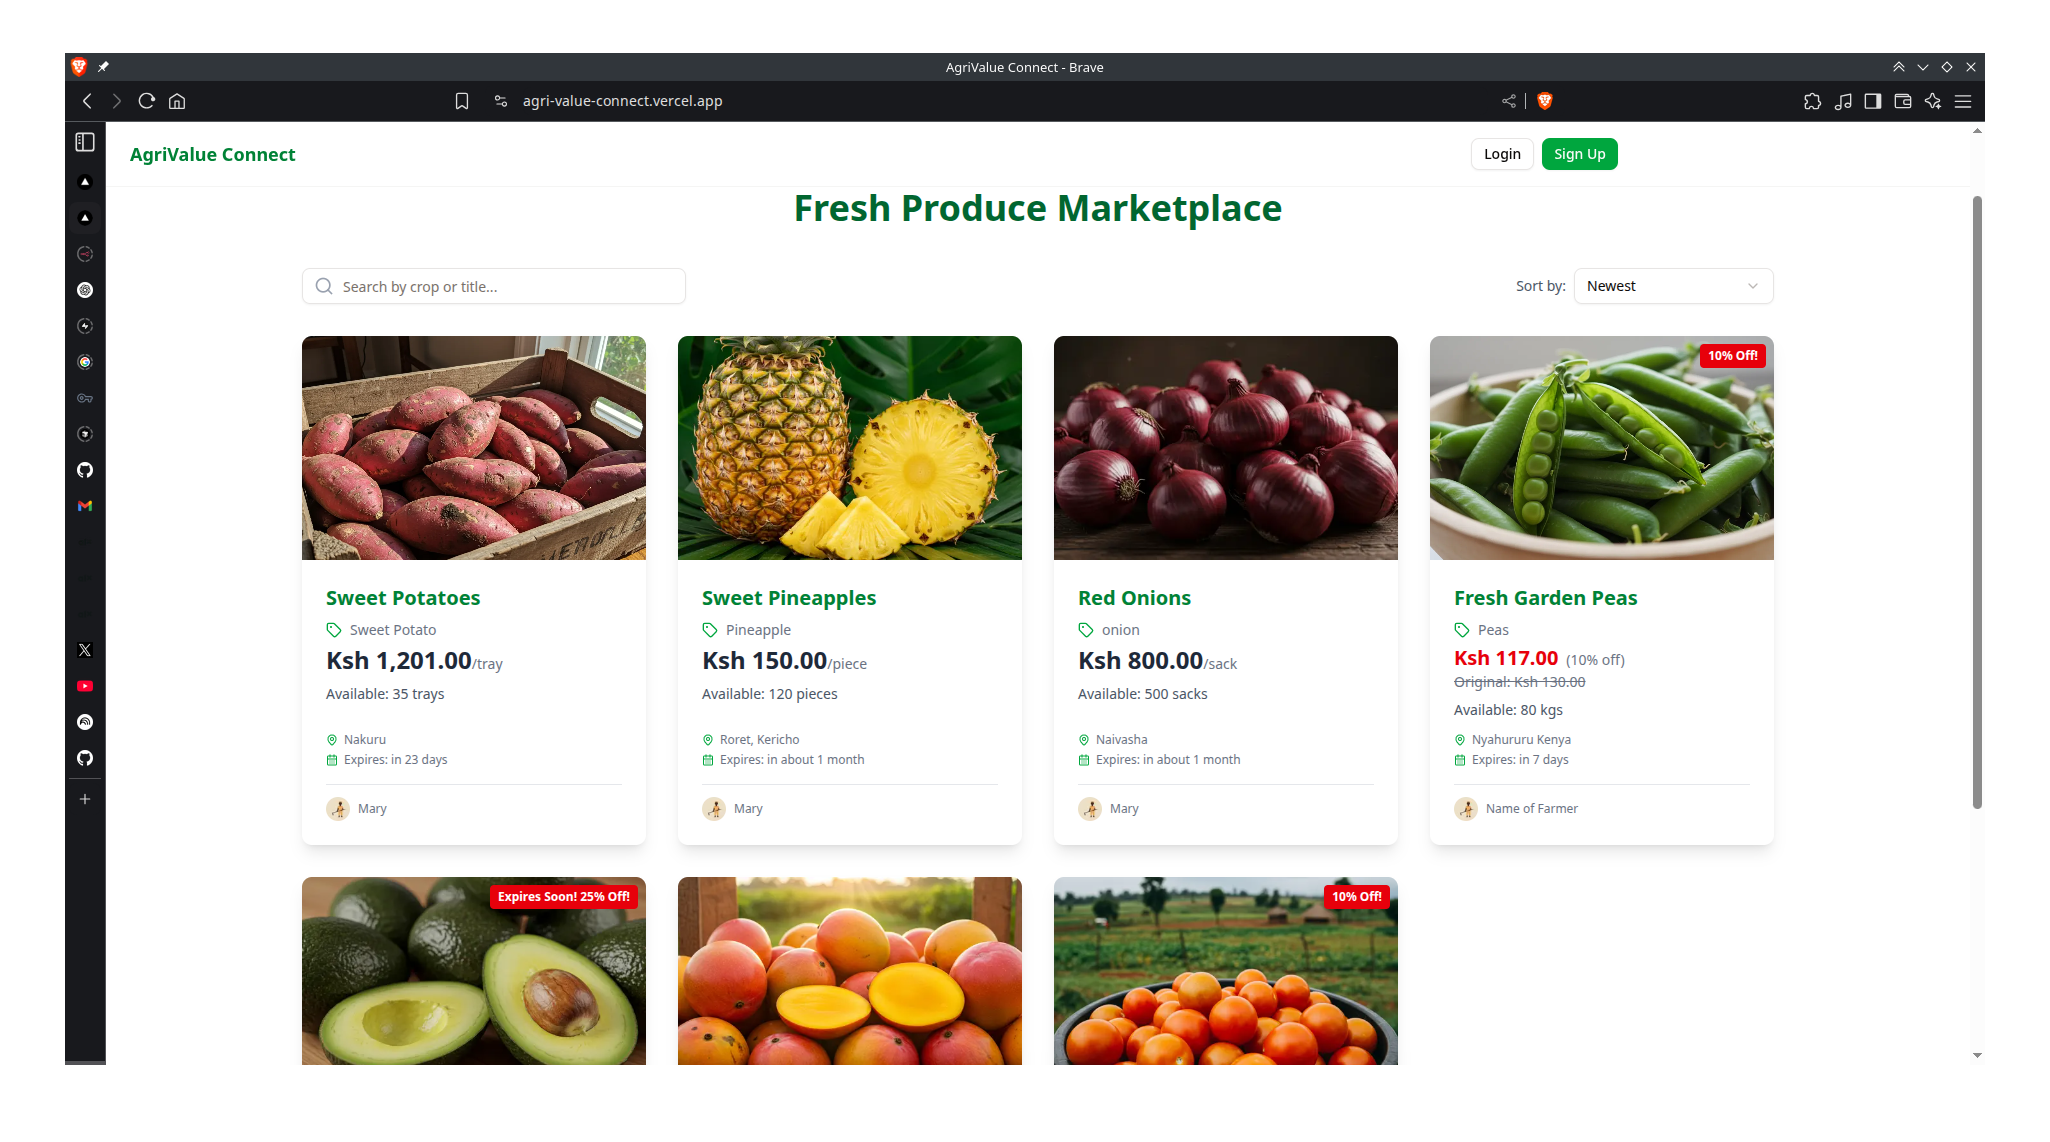 AgriValue Connect - Brave
agri-value-connect.vercel.app
AgriValue Connect
Login
Sign Up
Fresh Produce Marketplace
Search by crop or title...
Sort by:
Newest
10% Off!
Sweet Potatoes
Sweet Potato
Ksh 1,201.00/tray
Available: 35 trays
Nakuru
Expires: in 23 days
Mary
Sweet Pineapples
Pineapple
Ksh 150.00/piece
Available: 120 pieces
Roret, Kericho
Expires: in about 1 month
Mary
Red Onions
onion
Ksh 800.00/sack
Available: 500 sacks
Naivasha
Expires: in about 1 month
Mary
Fresh Garden Peas
Peas
Ksh 117.00 (10% off)
Original: Ksh 130.00
Available: 80 kgs
Nyahururu Kenya
Expires: in 7 days
Name of Farmer
Expires Soon! 25% Off!
10% Off!